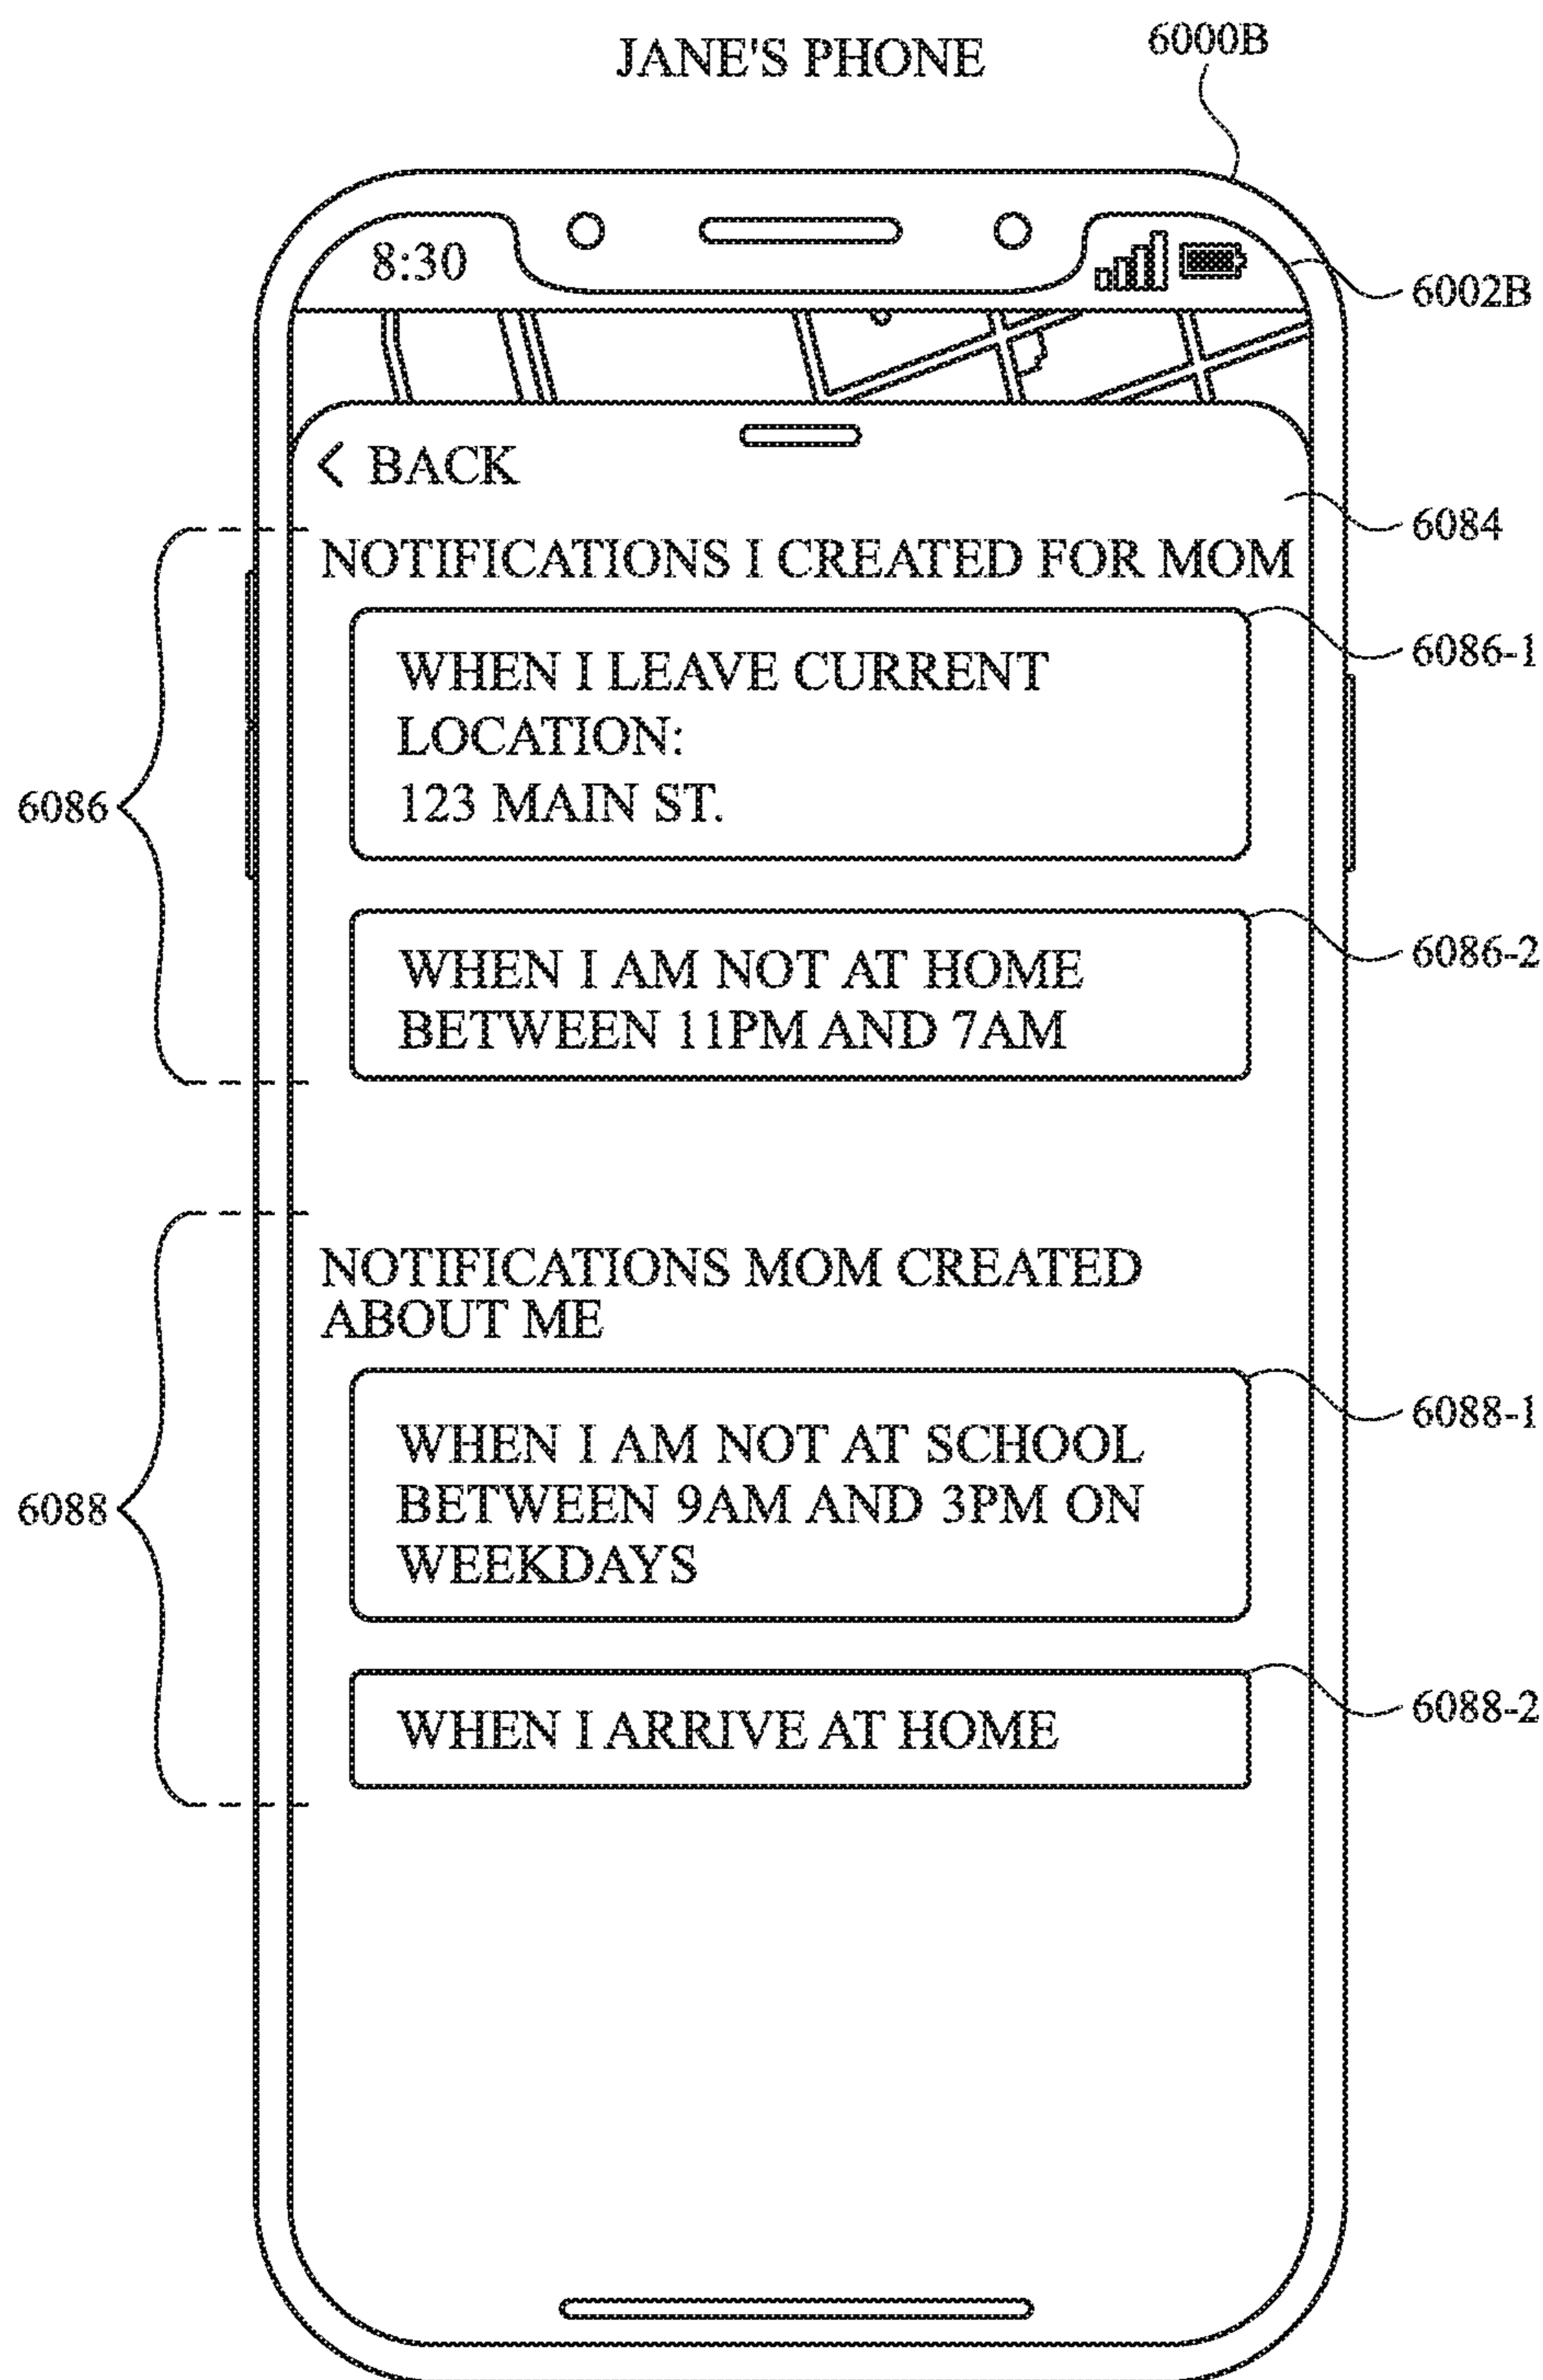 JANE'S PHONE
6000B
8:30
6002B
< BACK
6084
6086
NOTIFICATIONS I CREATED FOR MOM
6086-1
WHEN I LEAVE CURRENT
LOCATION:
123 MAIN ST.
6086-2
WHEN I AM NOT AT HOME
BETWEEN 11PM AND 7AM
6088
NOTIFICATIONS MOM CREATED
ABOUT ME
6088-1
WHEN I AM NOT AT SCHOOL
BETWEEN 9AM AND 3PM ON
WEEKDAYS
6088-2
WHEN I ARRIVE AT HOME